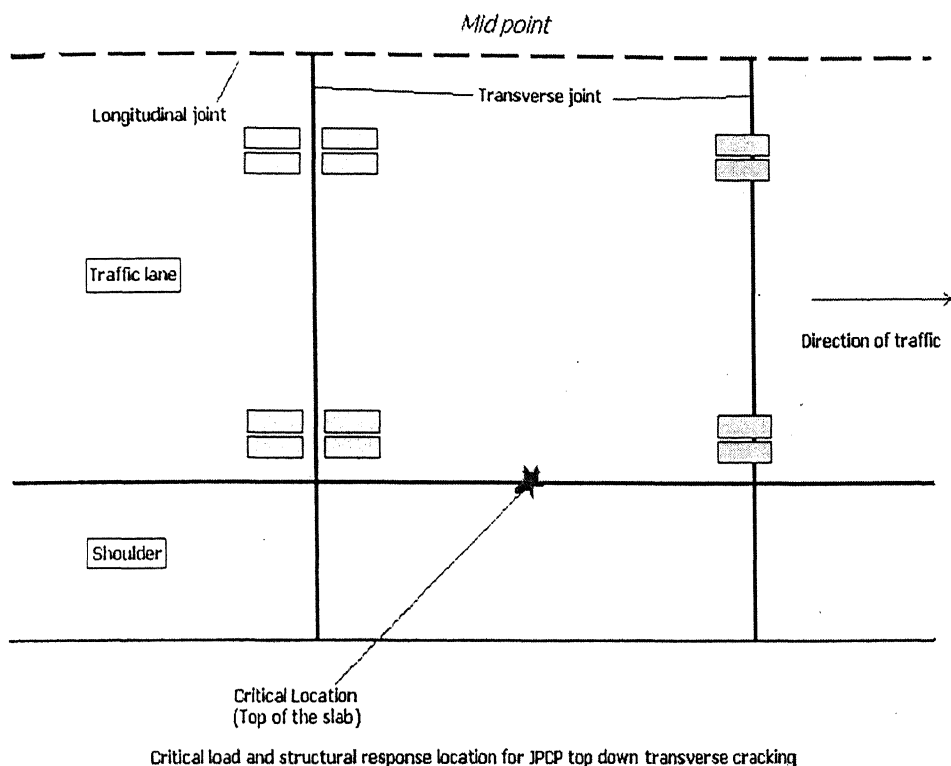 Mid point
Longitudinal joint
Transverse joint
Traffic lane
Direction of traffic
Shoulder
Critical Location
(Top of the slab)
Critical load and structural response location for JPCP top down transverse cracking